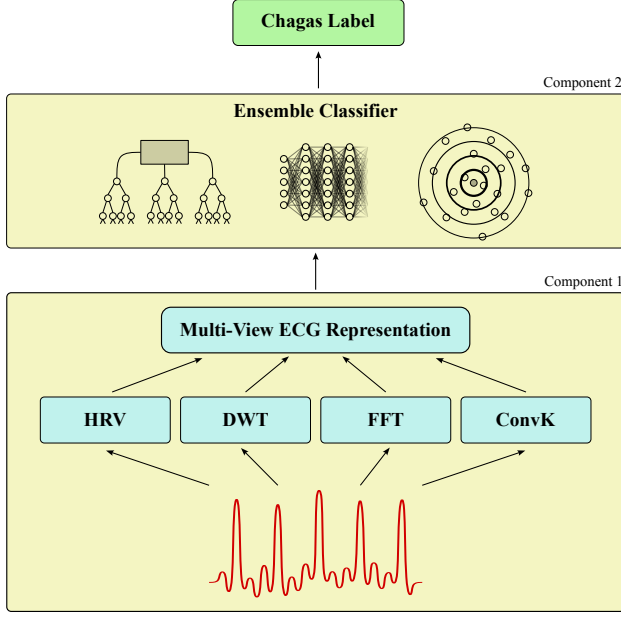 Chagas Label
Component 2
Ensemble Classifier
Component 1
Multi-View ECG Representation
HRV
DWT
FFT
ConvK